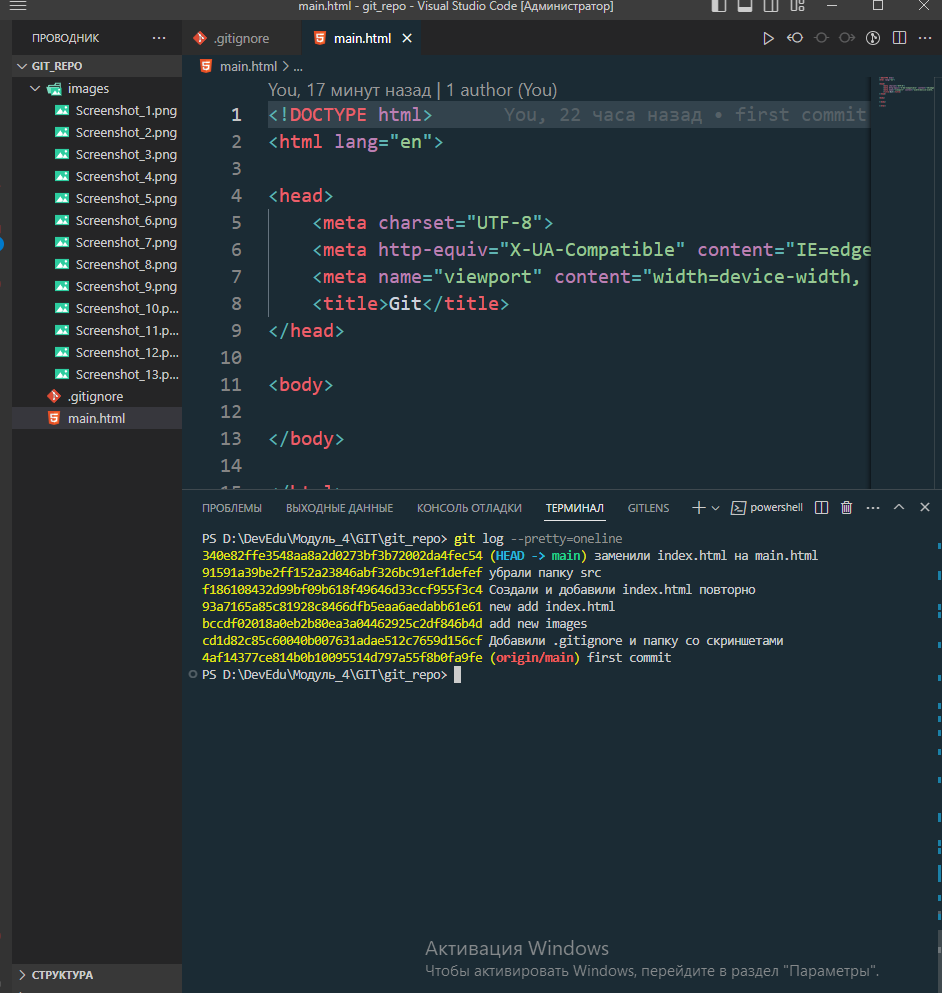 main.html - git_repo - Visual Studio Code [Администратор]
ПРОВОДНИК
.gitignore
main.html
GIT_REPO
images
Screenshot_1.png
Screenshot_2.png
Screenshot_3.png
Screenshot_4.png
Screenshot_5.png
Screenshot_6.png
Screenshot_7.png
Screenshot_8.png
Screenshot_9.png
Screenshot_10.p...
Screenshot_11.p...
Screenshot_12.p...
Screenshot_13.p...
.gitignore
main.html
СТРУКТУРА
main.html > ...
You, 17 минут назад | 1 author (You)
1 <!DOCTYPE html> You, 22 часа назад • first commit
2 <html lang="en">
3
4 <head>
5 <meta charset="UTF-8">
6 <meta http-equiv="X-UA-Compatible" content="IE=edge
7 <meta name="viewport" content="width=device-width,
8 <title>Git</title>
9 </head>
10
11 <body>
12
13 </body>
14
ПРОБЛЕМЫ ВЫХОДНЫЕ ДАННЫЕ КОНСОЛЬ ОТЛАДКИ ТЕРМИНАЛ GITLENS powershell
PS D:\DevEdu\Модуль_4\GIT\git_repo> git log --pretty=oneline
340e82ffe3548aa8a2d0273bf3b72002da4fec54 (HEAD -> main) заменили index.html на main.html
91591a39be2ff152a23846abf326bc91ef1defef убрали папку src
f186108432d99bf09b618f49646d33ccf955f3c4 Создали и добавили index.html повторно
93a7165a85c81928c8466dfb5eaa6aedabb61e61 new add index.html
bccdf02018a0eb2b80ea3a04462925c2df846b4d add new images
cd1d82c85c60040b007631adae512c7659d156cf Добавили .gitignore и папку со скриншетами
4af14377ce814b0b10095514d797a55f8b0fa9fe (origin/main) first commit
PS D:\DevEdu\Модуль_4\GIT\git_repo>
Активация Windows
Чтобы активировать Windows, перейдите в раздел "Параметры".